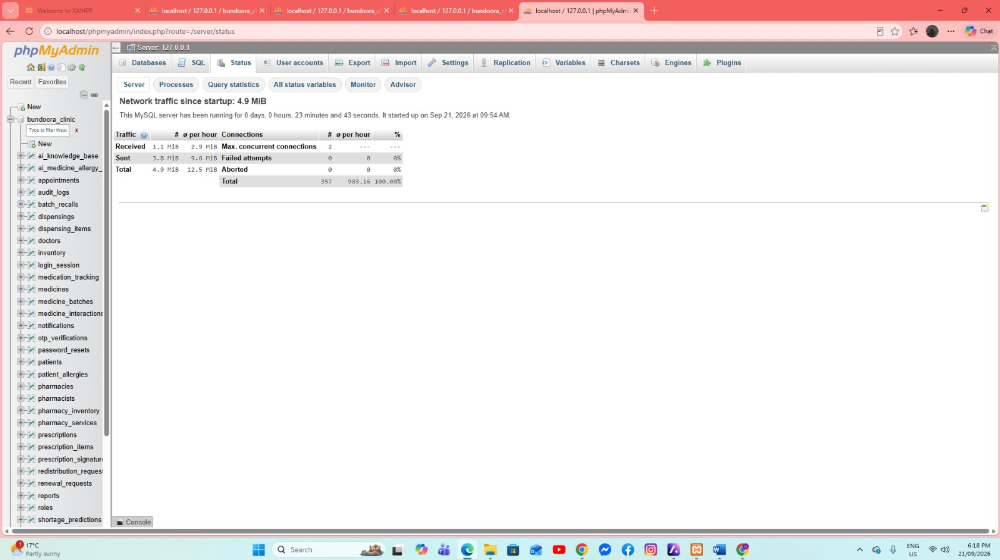 Welcome to XAMPP
localhost / 127.0.0.1 / bundoora_cl
localhost / 127.0.0.1 / bundoora_cl
localhost / 127.0.0.1 / bundoora_cl
localhost / 127.0.0.1 | phpMyAdmi
localhost/phpmyadmin/index.php?route=/server/status
Chat
phpMyAdmin
Recent Favorites
New
bundoora_clinic
Type to filter these X
New
ai_knowledge_base
ai_medicine_allergy_
appointments
audit_logs
batch_recalls
dispensings
dispensing_items
doctors
inventory
login_session
medication_tracking
medicines
medicine_batches
medicine_interactions
notifications
otp_verifications
password_resets
patients
patient_allergies
pharmacies
pharmacists
pharmacy_inventory
pharmacy_services
prescriptions
prescription_items
prescription_signatur
redistribution_reques
renewal_requests
reports
roles
shortage_predictions
Server: 127.0.0.1
Databases SQL Status User accounts Export Import Settings Replication Variables Charsets Engines Plugins
Server Processes Query statistics All status variables Monitor Advisor
Network traffic since startup: 4.9 MiB
This MySQL server has been running for 0 days, 0 hours, 23 minutes and 43 seconds. It started up on Sep 21, 2026 at 09:54 AM.
Traffic # ø per hour Connections # ø per hour %
Received 1.1 MiB 2.9 MiB Max. concurrent connections 2 --- ---
Sent 3.8 MiB 9.6 MiB Failed attempts 0 0 0%
Total 4.9 MiB 12.5 MiB Aborted 0 0 0%
Total 357 903.16 100.00%
Console
1
17°C
Partly sunny
Search
ENG
US
6:18 PM
21/09/2026